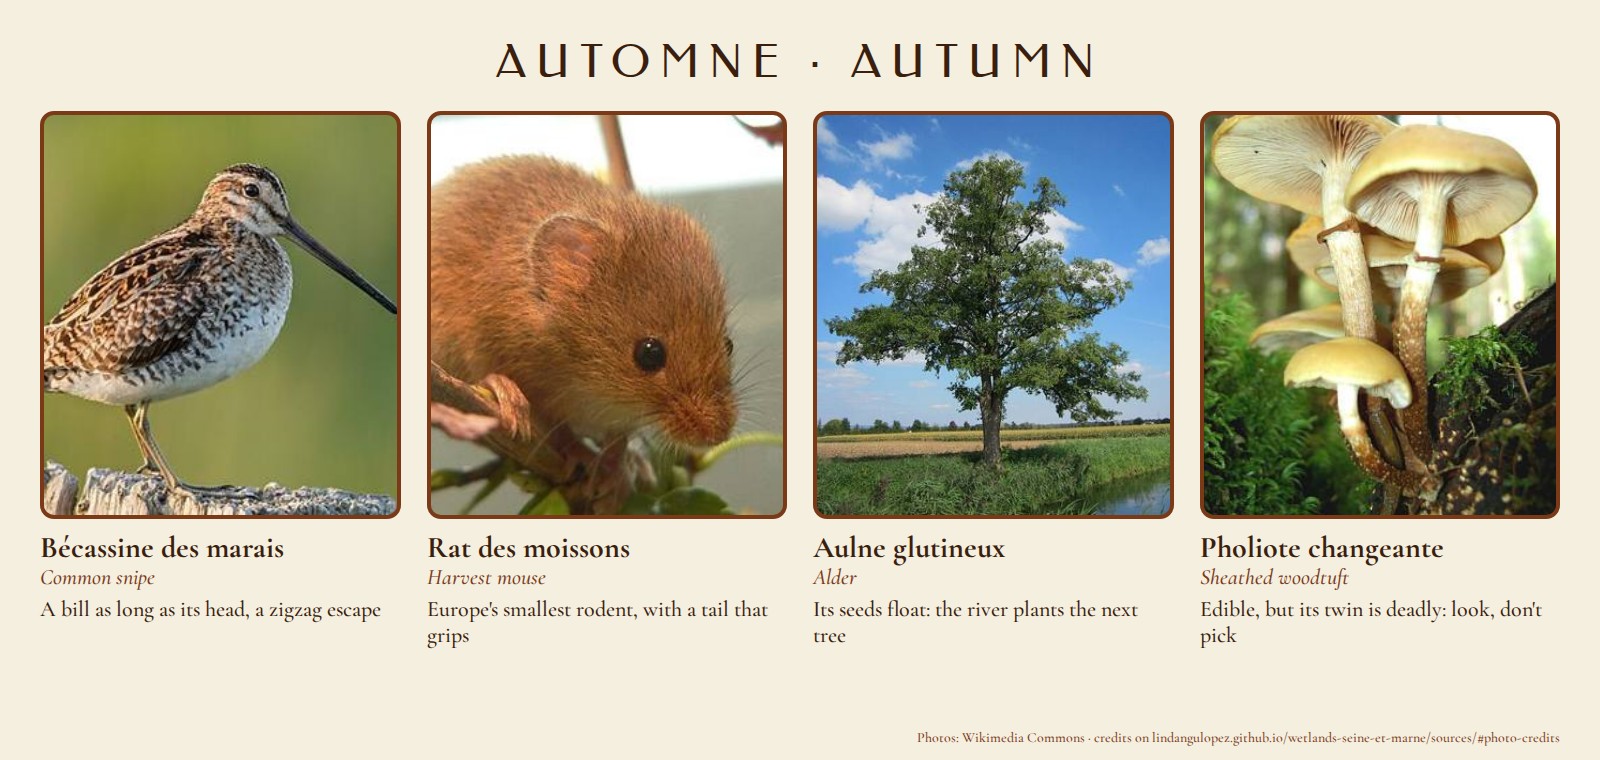 AUTOMNE · AUTUMN
Bécassine des marais
Common snipe
A bill as long as its head, a zigzag escape
Rat des moissons
Harvest mouse
Europe's smallest rodent, with a tail that
grips
Aulne glutineux
Alder
Its seeds float: the river plants the next
tree
Pholiote changeante
Sheathed woodtuft
Edible, but its twin is deadly: look, don't
pick
Photos: Wikimedia Commons · credits on lindangulopez.github.io/wetlands-seine-et-marne/sources/#photo-credits